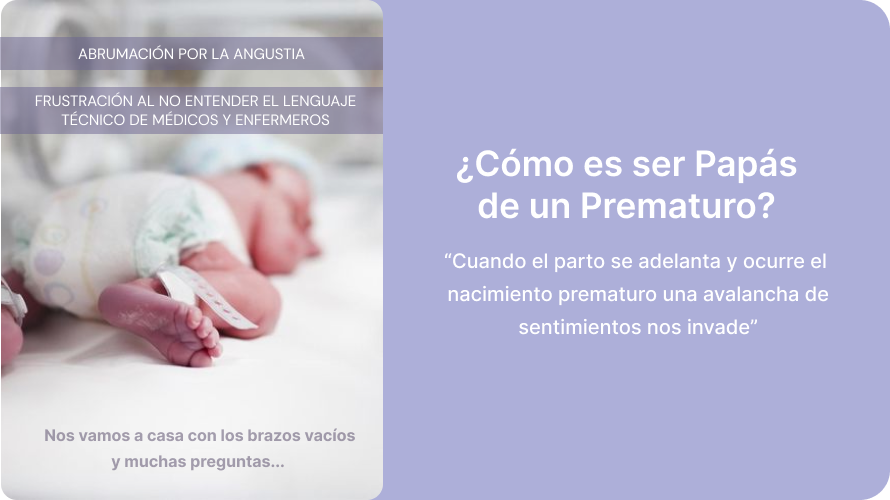 ABRUMACIÓN POR LA ANGUSTIA
FRUSTRACIÓN AL NO ENTENDER EL LENGUAJE
TÉCNICO DE MÉDICOS Y ENFERMEROS
Nos vamos a casa con los brazos vacíos
y muchas preguntas...
¿Cómo es ser Papás
de un Prematuro?
“Cuando el parto se adelanta y ocurre el
nacimiento prematuro una avalancha de
sentimientos nos invade”